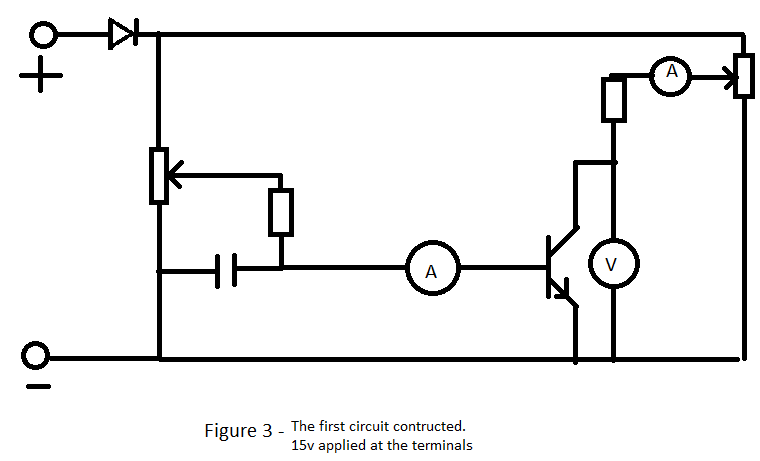 +
A
A
V
−
Figure 3 - The first circuit contructed.
15v applied at the terminals